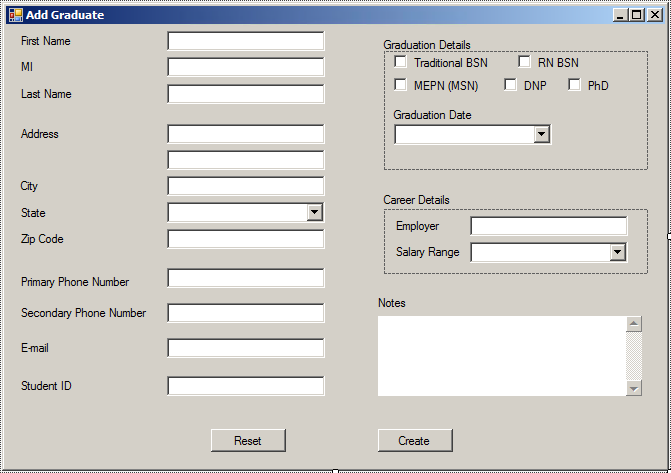 Add Graduate
First Name
MI
Last Name
Address
City
State
Zip Code
Primary Phone Number
Secondary Phone Number
E-mail
Student ID
Graduation Details
Traditional BSN RN BSN
MEPN (MSN) DNP PhD
Graduation Date
Career Details
Employer
Salary Range
Notes
Reset Create